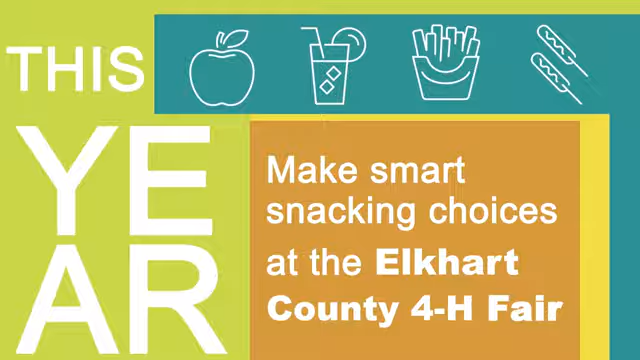 THIS
YE
AR
Make smart
snacking choices
at the Elkhart
County 4-H Fair